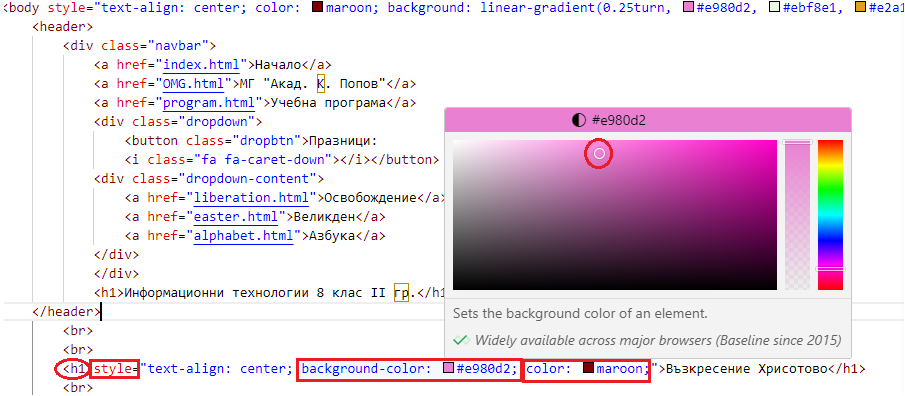 <body style="text-align: center; color: maroon; background: linear-gradient(0.25turn, #e980d2, #ebf8e1, #e2a1
<header>
<div class="navbar">
<a href="index.html">Начало</a>
<a href="OMG.html">МГ "Акад. К. Попов"</a>
<a href="program.html">Учебна програма</a>
<div class="dropdown">
<button class="dropbtn">Празници:
<i class="fa fa-caret-down"></i></button>
<div class="dropdown-content">
<a href="liberation.html">Освобождение</a
<a href="easter.html">Великден</a>
<a href="alphabet.html">Азбука</a>
</div>
</div>
<h1>Информационни технологии 8 клас II гр.</h
</header>
#e980d2
Sets the background color of an element.
Widely available across major browsers (Baseline since 2015)
<br>
<br>
<h1 style="text-align: center; background-color: #e980d2; color: maroon;">Възкресение Христово</h1>
<br>